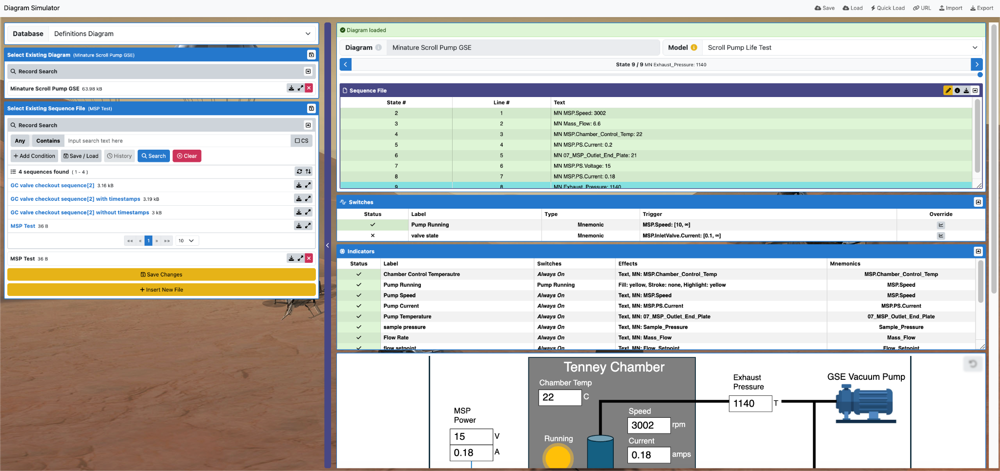 Diagram Simulator
Save Load Quick Load URL Import Export
Database Definitions Diagram
Select Existing Diagram (Minature Scroll Pump GSE)
Record Search
Minature Scroll Pump GSE 63.98 kB
Select Existing Sequence File (MSP Test)
Record Search
Any Contains Input search text here CS
Add Condition Save / Load History Search Clear
4 sequences found ( 1 - 4 )
GC valve checkout sequence[2] 3.16 kB
GC valve checkout sequence[2] with timestamps 3.19 kB
GC valve checkout sequence[2] without timestamps 3 kB
MSP Test 36 B
«« « 1 » »» 10
MSP Test 36 B
Save Changes
+ Insert New File
Diagram loaded
Diagram Minature Scroll Pump GSE Model Scroll Pump Life Test
State 9 / 9 MN Exhaust_Pressure: 1140
Sequence File
State # Line # Text
2 1 MN MSP.Speed: 3002
3 2 MN Mass_Flow: 6.6
4 3 MN MSP.Chamber_Control_Temp: 22
5 4 MN MSP.PS.Current: 0.2
6 5 MN 07_MSP_Outlet_End_Plate: 21
7 6 MN MSP.PS.Voltage: 15
8 7 MN MSP.PS.Current: 0.18
9 8 MN Exhaust_Pressure: 1140
Switches
Status Label Type Trigger Override
Pump Running Mnemonic MSP.Speed: [10, ∞]
valve state Mnemonic MSP.InletValve.Current: [0.1, ∞]
Indicators
Status Label Switches Effects Mnemonics
Chamber Control Temperautre Always On Text, MN: MSP.Chamber_Control_Temp MSP.Chamber_Control_Temp
Pump Running Pump Running Fill: yellow, Stroke: none, Highlight: yellow MSP.Speed
Pump Speed Always On Text, MN: MSP.Speed MSP.Speed
Pump Current Always On Text, MN: MSP.PS.Current MSP.PS.Current
Pump Temperature Always On Text, MN: 07_MSP_Outlet_End_Plate 07_MSP_Outlet_End_Plate
sample pressure Always On Text, MN: Sample_Pressure Sample_Pressure
Flow Rate Always On Text, MN: Mass_Flow Mass_Flow
flow setpoint Always On Text, MN: Flow_Setpoint Flow_Setpoint
Tenney Chamber
Chamber Temp
22 C
Exhaust
Pressure
1140 T
GSE Vacuum Pump
MSP
Power
15 V
0.18 A
Speed
3002 rpm
Running
Current
0.18 amps